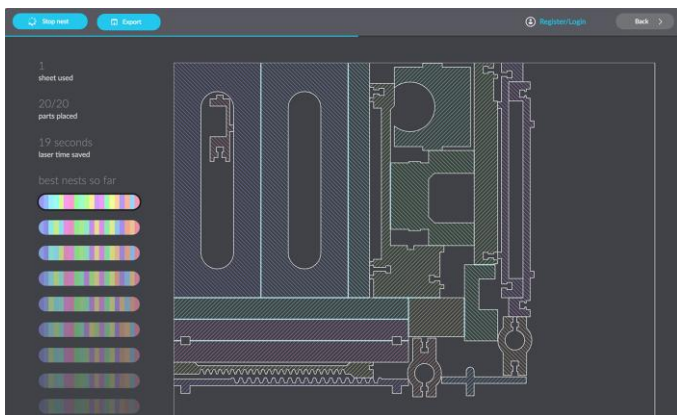 Stop nest
Export
Register/Login
Back
1
sheet used
20/20
parts placed
19 seconds
laser time saved
best nests so far